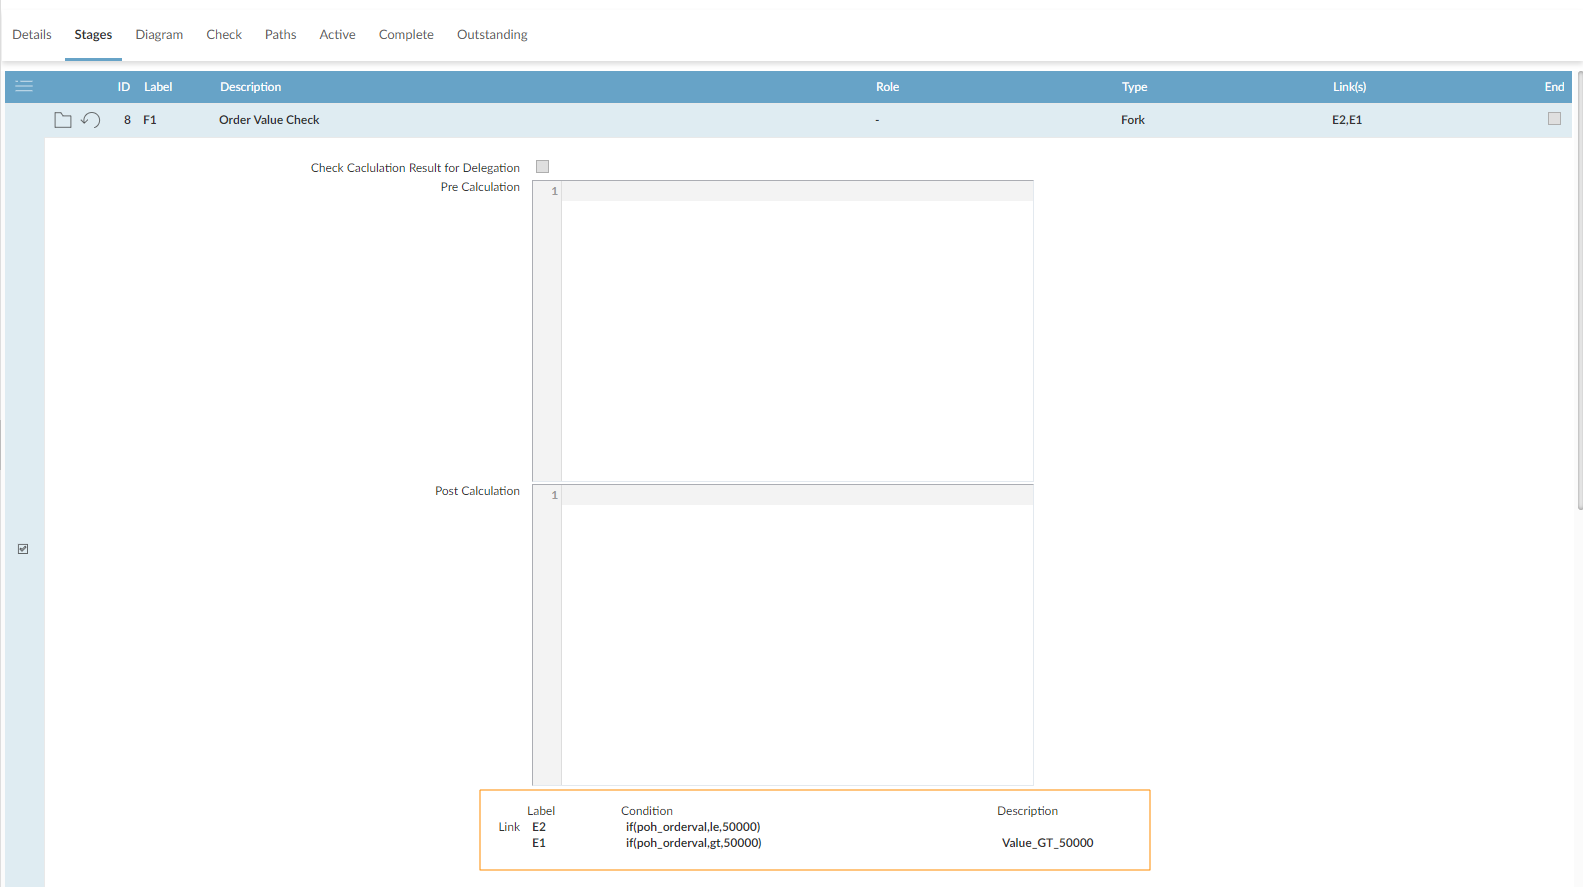 Details Stages Diagram Check Paths Active Complete Outstanding
ID Label Description Role Type Link(s) End
8 F1 Order Value Check - Fork E2,E1
Check Caclulation Result for Delegation
Pre Calculation 1
Post Calculation 1
Label Condition Description
Link E2 if(poh_orderval,le,50000)
E1 if(poh_orderval,gt,50000) Value_GT_50000